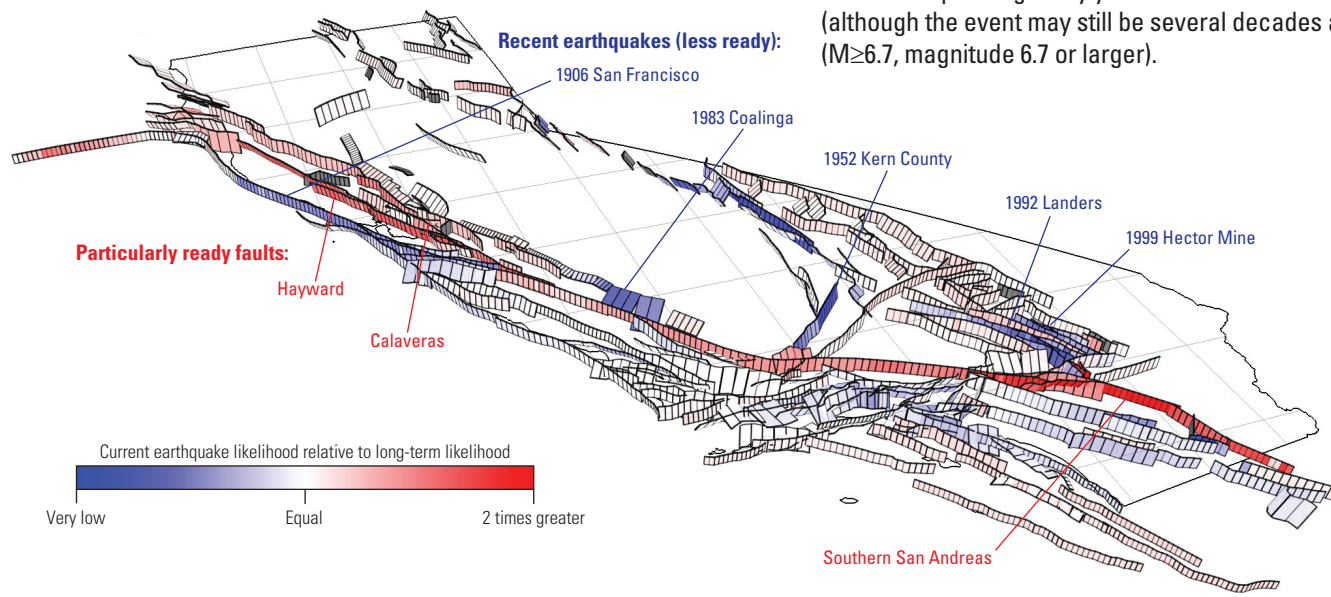 (although the event may still be several decades
(M≥6.7, magnitude 6.7 or larger).
Recent earthquakes (less ready):
1906 San Francisco
1983 Coalinga
1952 Kern County
1992 Landers
1999 Hector Mine
Particularly ready faults:
Hayward
Calaveras
Southern San Andreas
Current earthquake likelihood relative to long-term likelihood
Very low
Equal
2 times greater